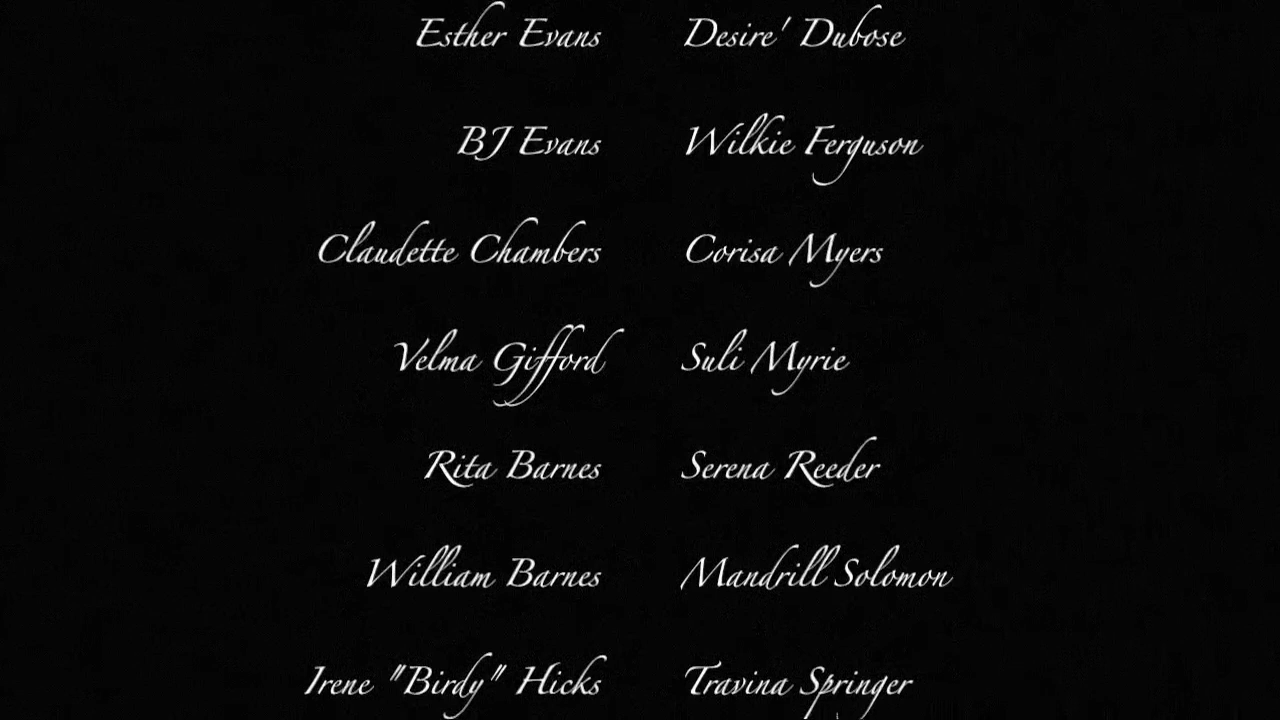 Esther Evans Desire' Dubose
BJ Evans Wilkie Ferguson
Claudette Chambers Corisa Myers
Velma Gifford Suli Myrie
Rita Barnes Serena Reeder
William Barnes Mandrill Solomon
Irene "Birdy" Hicks Travina Springer